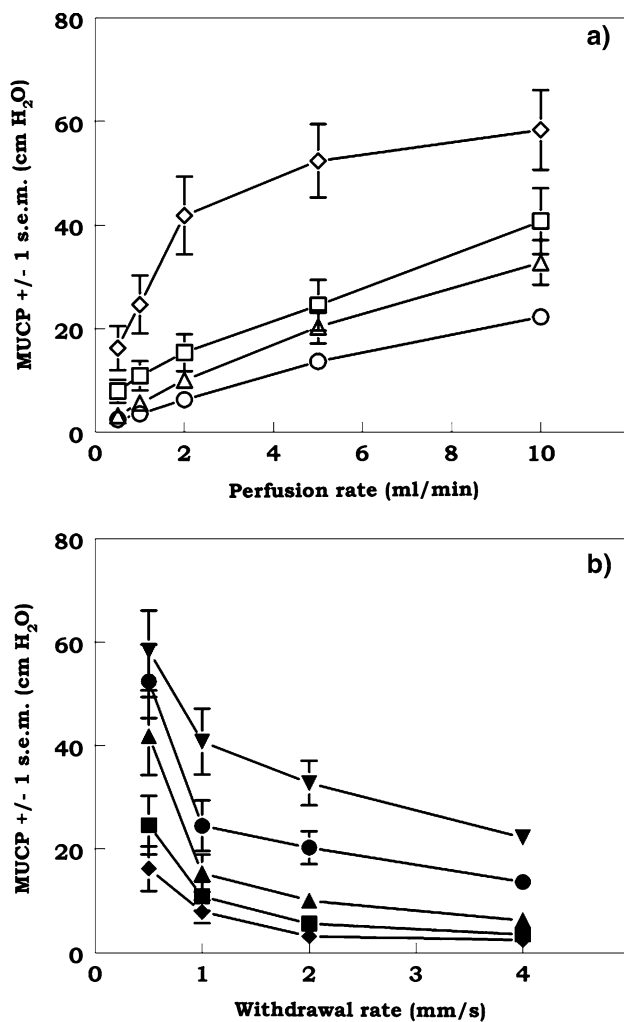 80
a)
60
40
20
0
MUCP +/- 1 s.e.m. (cm H₂O)
0 2 4 6 8 10
Perfusion rate (ml/min)
80
b)
60
40
20
0
MUCP +/- 1 s.e.m. (cm H₂O)
0 1 2 3 4
Withdrawal rate (mm/s)